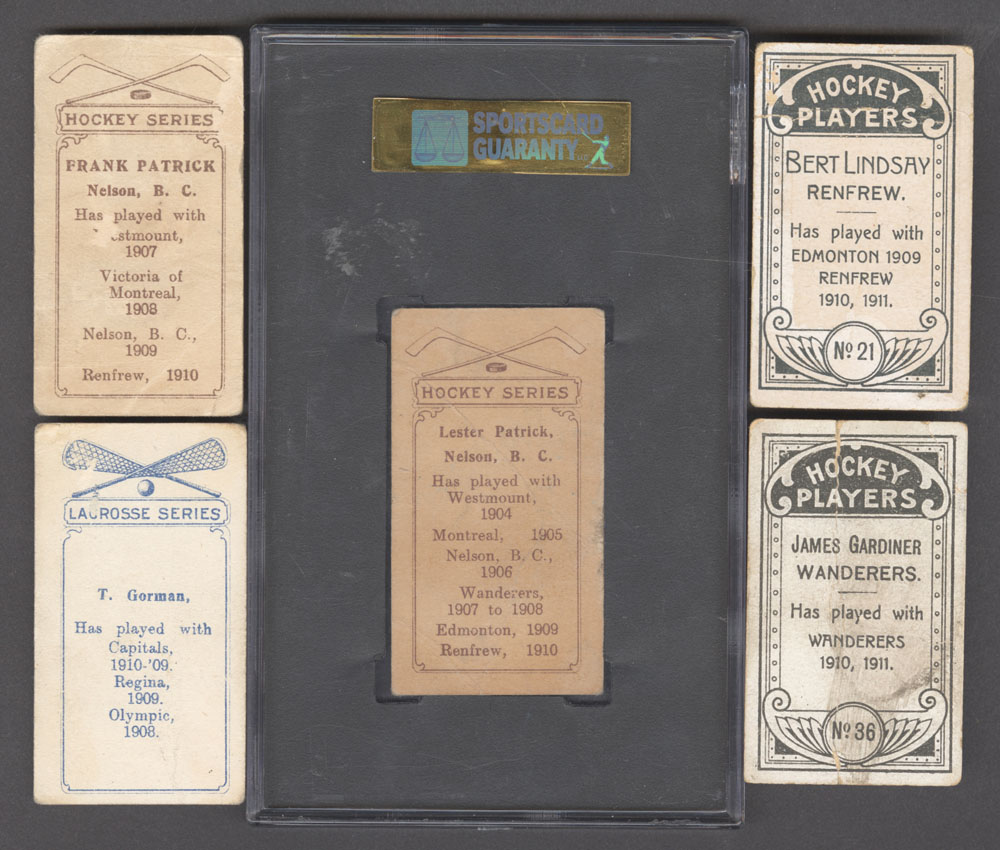 HOCKEY SERIES
FRANK PATRICK
Nelson, B. C.
Has played with
stmount,
1907
Victoria of
Montreal,
1908
Nelson, B. C.,
1909
Renfrew, 1910
LACROSSE SERIES
T. Gorman,
Has played with
Capitals,
1910-'09.
Regina,
1909.
Olympic,
1908.
SPORTSCARD
GUARANTY
HOCKEY SERIES
Lester Patrick,
Nelson, B. C.
Has played with
Westmount,
1904
Montreal, 1905
Nelson, B. C.,
1906
Wanderers,
1907 to 1908
Edmonton, 1909
Renfrew, 1910
HOCKEY
PLAYERS
BERT LINDSAY
RENFREW.
Has played with
EDMONTON 1909
RENFREW
1910, 1911.
No 21
HOCKEY
PLAYERS
JAMES GARDINER
WANDERERS.
Has played with
WANDERERS
1910, 1911.
No 36